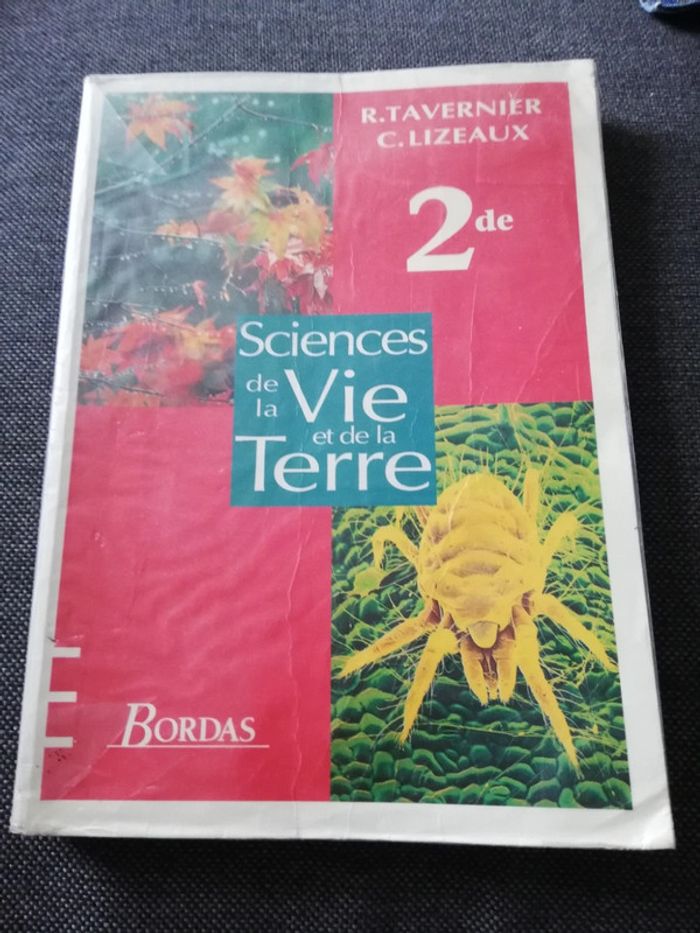 R.TAVERNIER
C.LIZEAUX
2de
Sciences
de la Vie
et de la
Terre
BORDAS